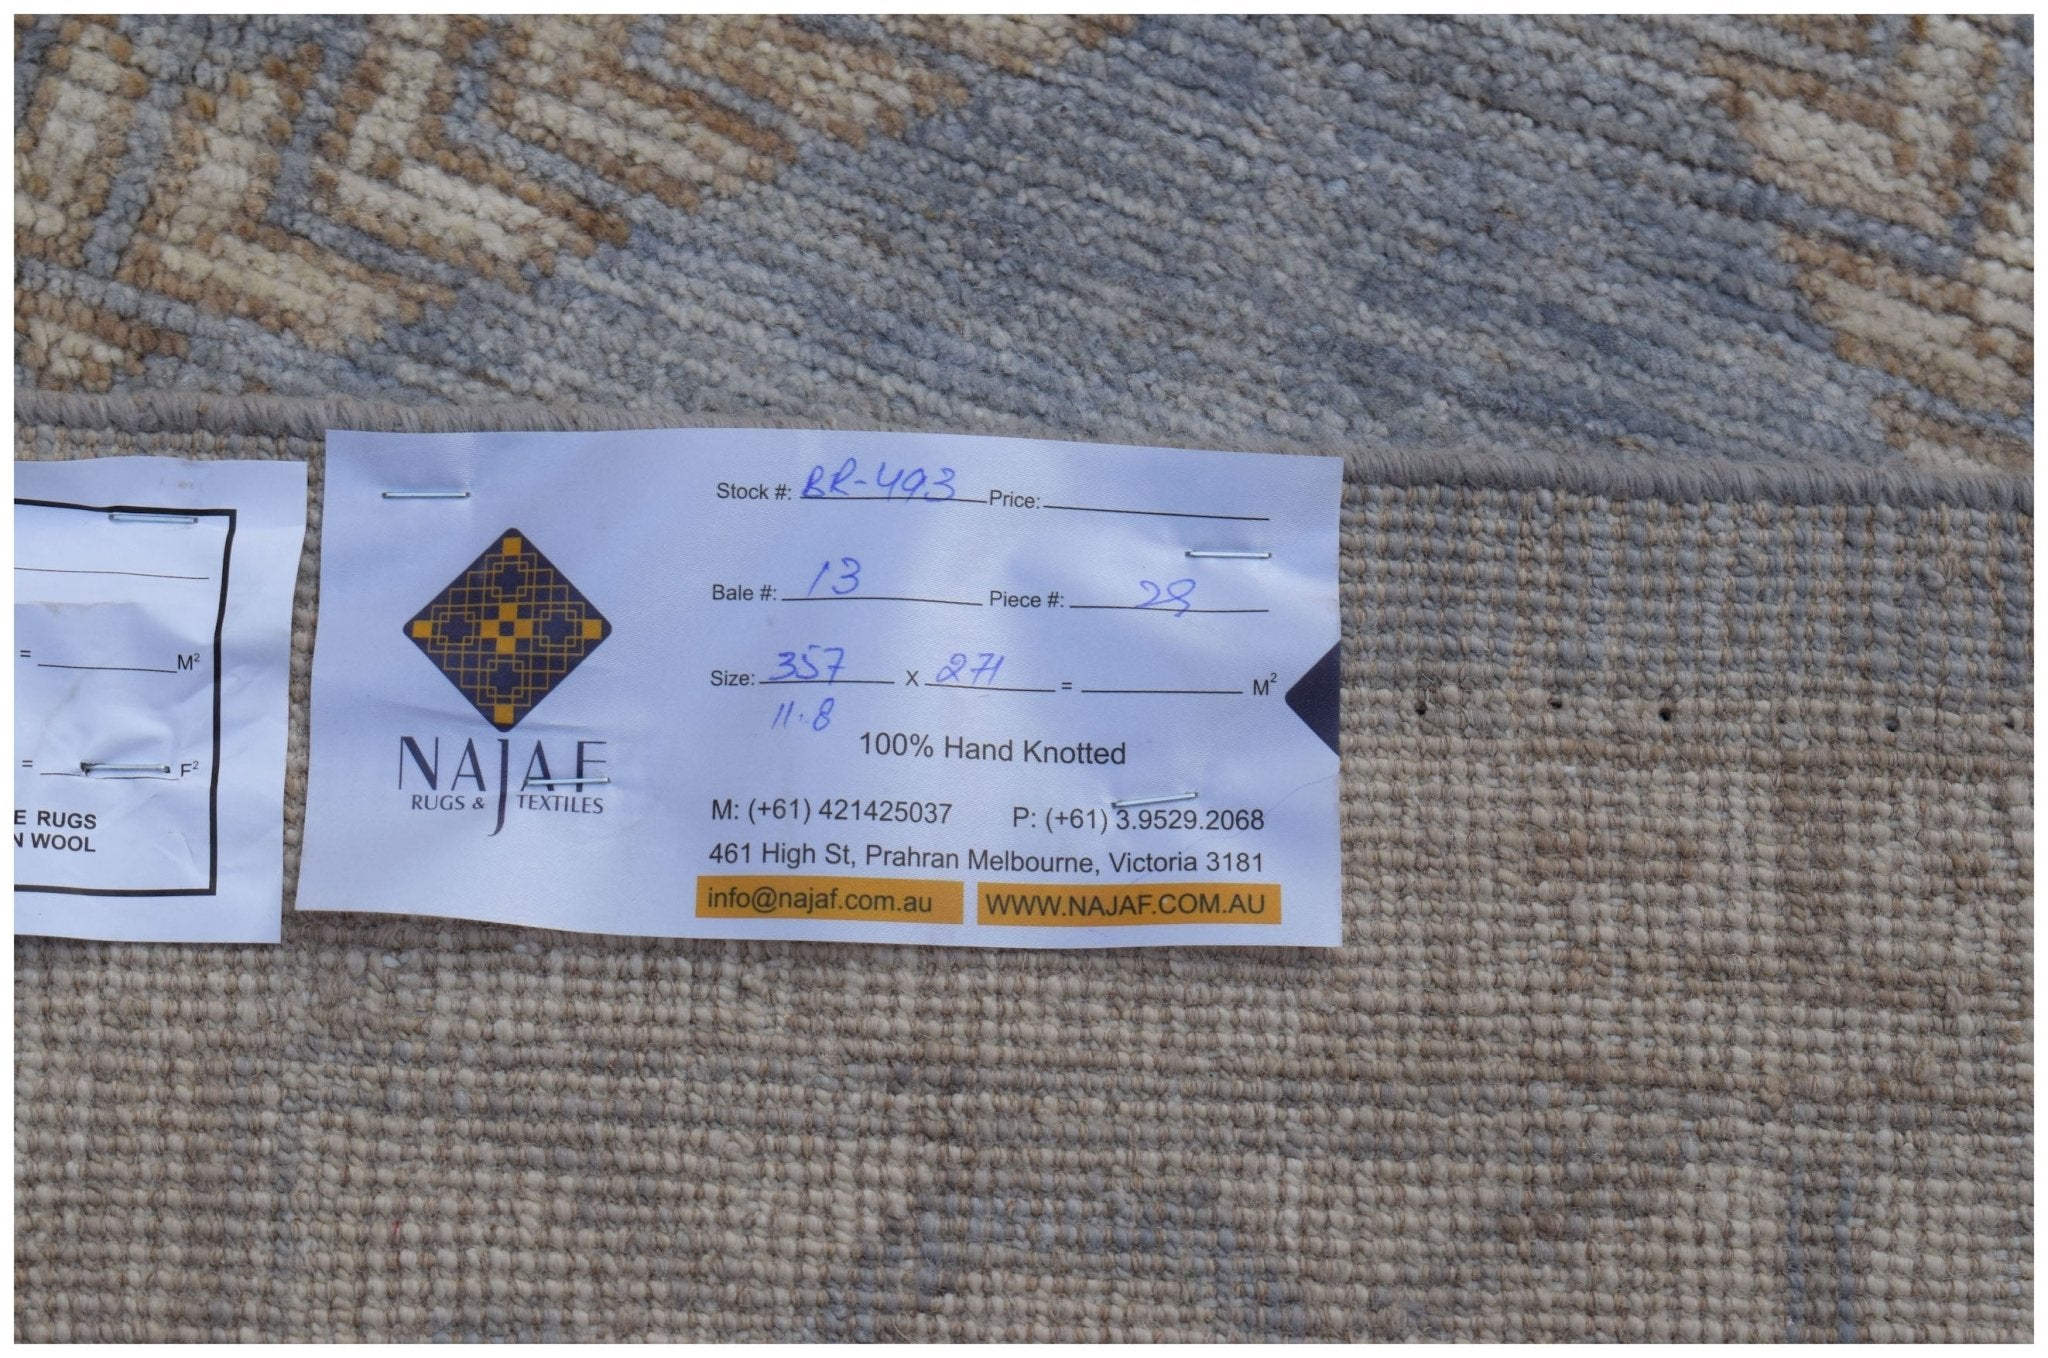 = M²
= F²
E RUGS
N WOOL
Stock #: BR-493 Price:
Bale #: 13 Piece #:
Size: 357 X 271 = M²
11.8
100% Hand Knotted
NAJAF
RUGS & TEXTILES
M: (+61) 421425037 P: (+61) 3.9529.2068
461 High St, Prahran Melbourne, Victoria 3181
info@najaf.com.au WWW.NAJAF.COM.AU